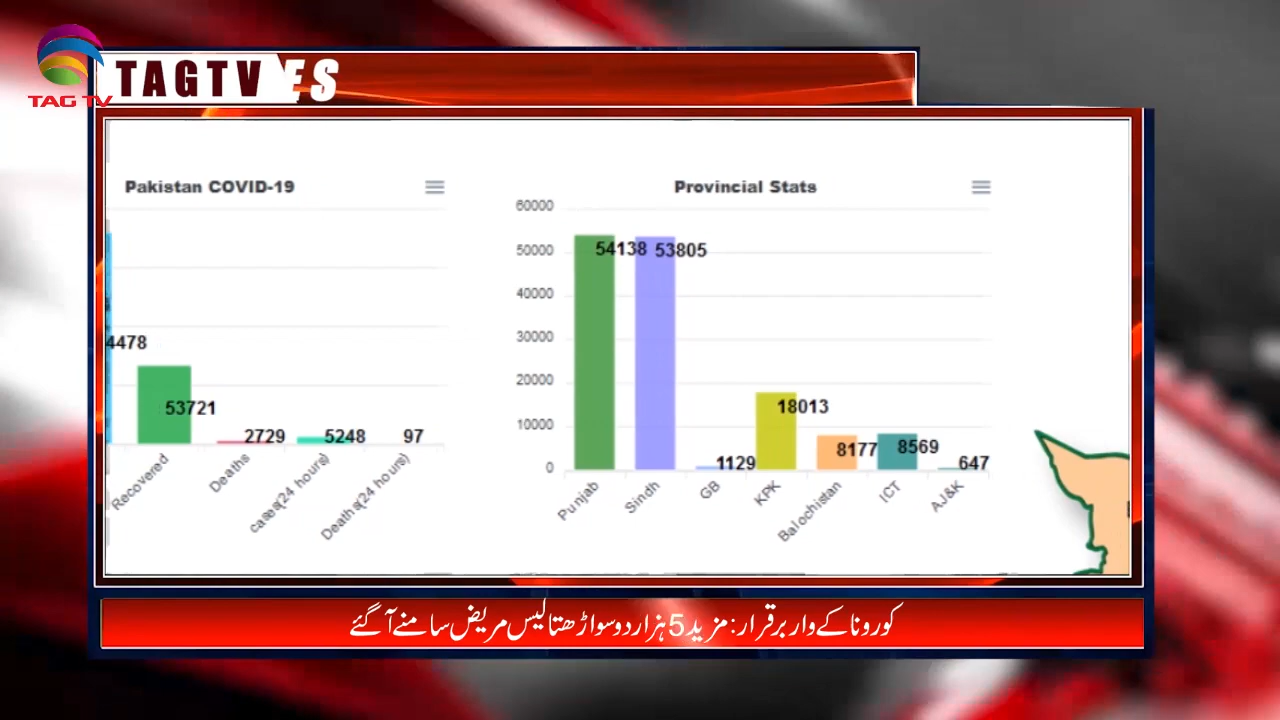 TAG TV
TAGTV ES
Pakistan COVID-19
4478
53721
2729
5248
97
Recovered
Deaths
cases(24 hours)
Deaths(24 hours)
Provincial Stats
60000
50000
40000
30000
20000
10000
0
54138
53805
1129
18013
8177
8569
647
Punjab
Sindh
GB
KPK
Balochistan
ICT
AJ&K
کورونا کے وار برقرار: مزید 5 ہزار دو سو اڑھتالیس مریض سامنے آ گئے